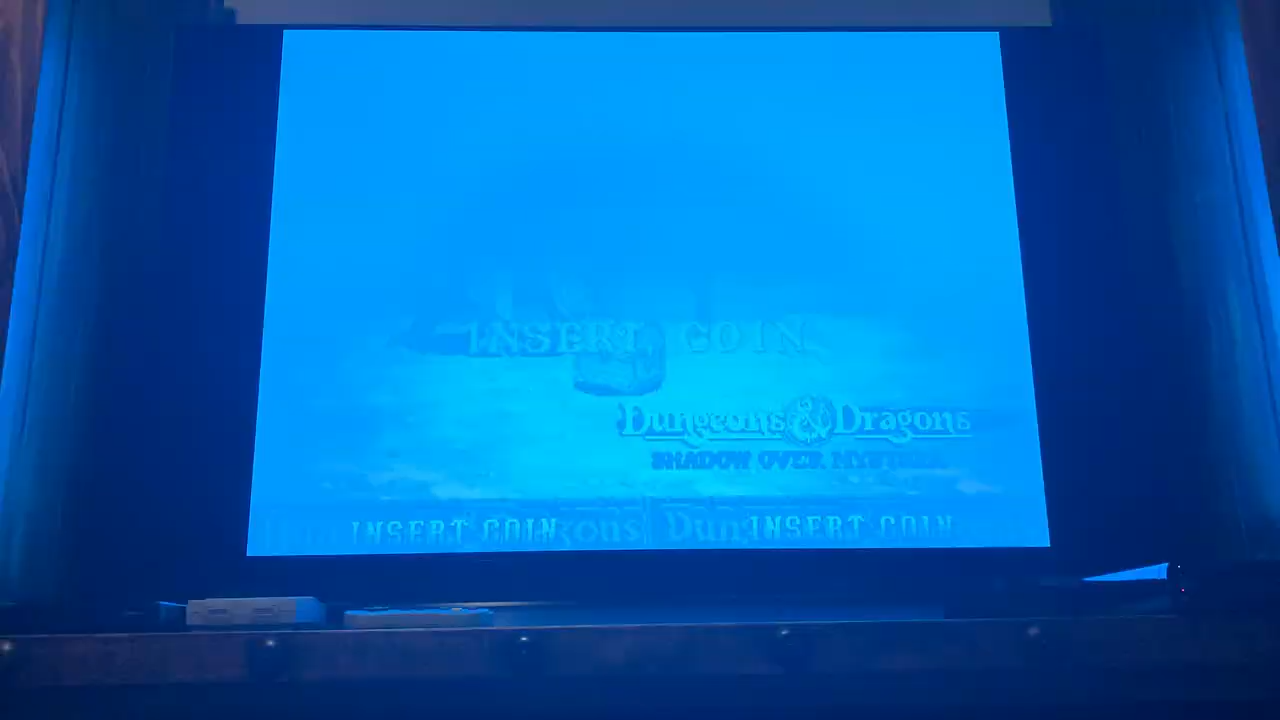 INSERT COIN
Dungeons & Dragons
SHADOW OVER MYSTARA
INSERT COIN
INSERT COIN